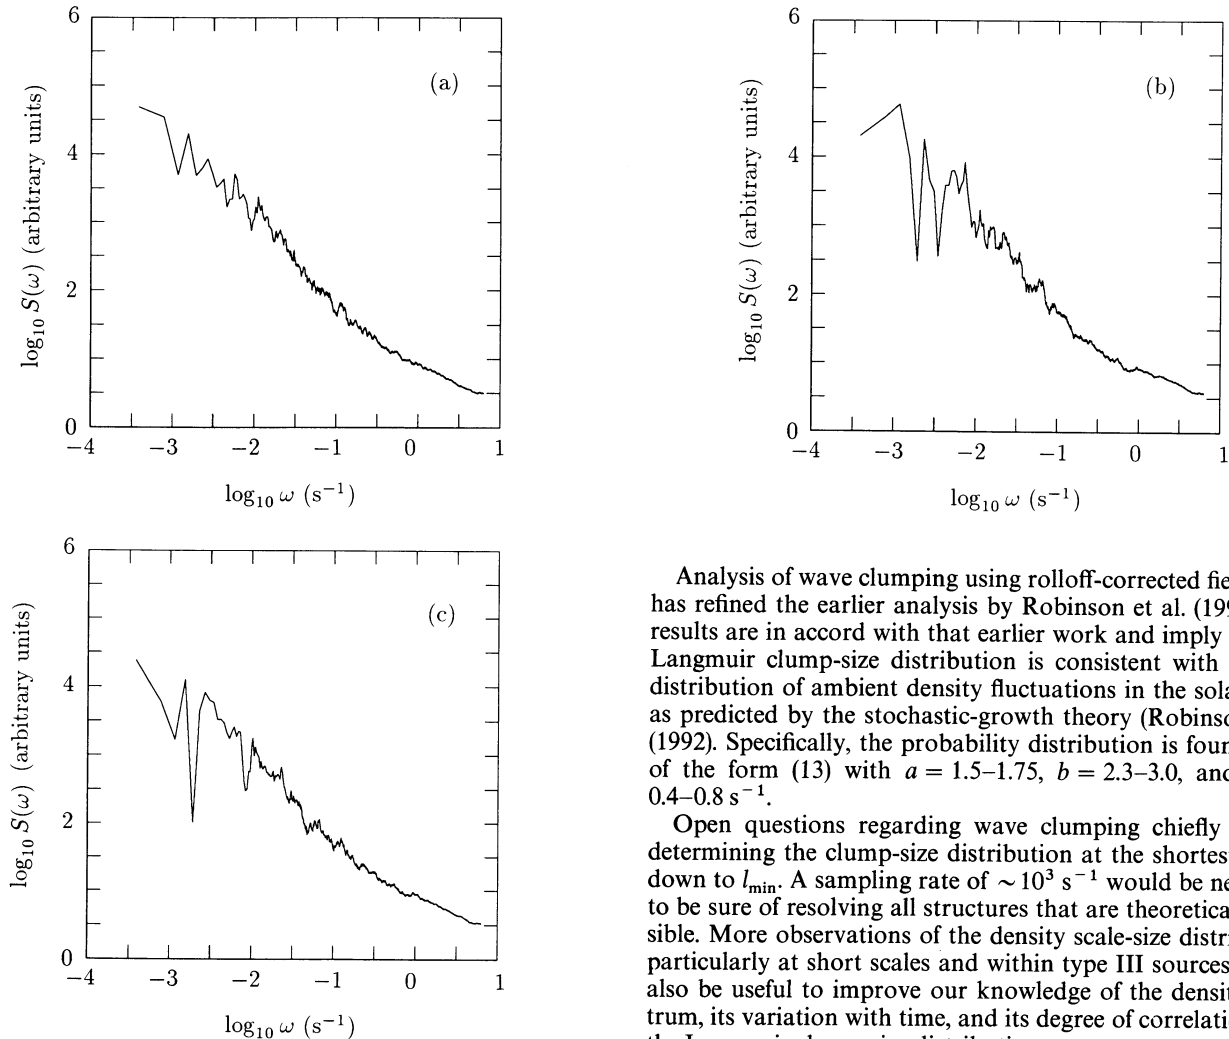 6
4
2
0
−4
−3
−2
−1
0
1
log₁₀ S(ω) (arbitrary units)
log₁₀ ω (s⁻¹)
(a)
6
4
2
0
−4
−3
−2
−1
0
1
log₁₀ S(ω) (arbitrary units)
log₁₀ ω (s⁻¹)
(b)
6
4
2
0
−4
−3
−2
−1
0
1
log₁₀ S(ω) (arbitrary units)
log₁₀ ω (s⁻¹)
(c)
Analysis of wave clumping using rolloff-corrected fie
has refined the earlier analysis by Robinson et al. (199
results are in accord with that earlier work and imply
Langmuir clump-size distribution is consistent with
distribution of ambient density fluctuations in the sola
as predicted by the stochastic-growth theory (Robinso
(1992). Specifically, the probability distribution is foun
of the form (13) with a = 1.5–1.75, b = 2.3–3.0, and
0.4–0.8 s⁻¹.
Open questions regarding wave clumping chiefly
determining the clump-size distribution at the shortest
down to lₘᵢₙ. A sampling rate of ~ 10³ s⁻¹ would be ne
to be sure of resolving all structures that are theoretica
sible. More observations of the density scale-size distri
particularly at short scales and within type III sources
also be useful to improve our knowledge of the densit
trum, its variation with time, and its degree of correlati